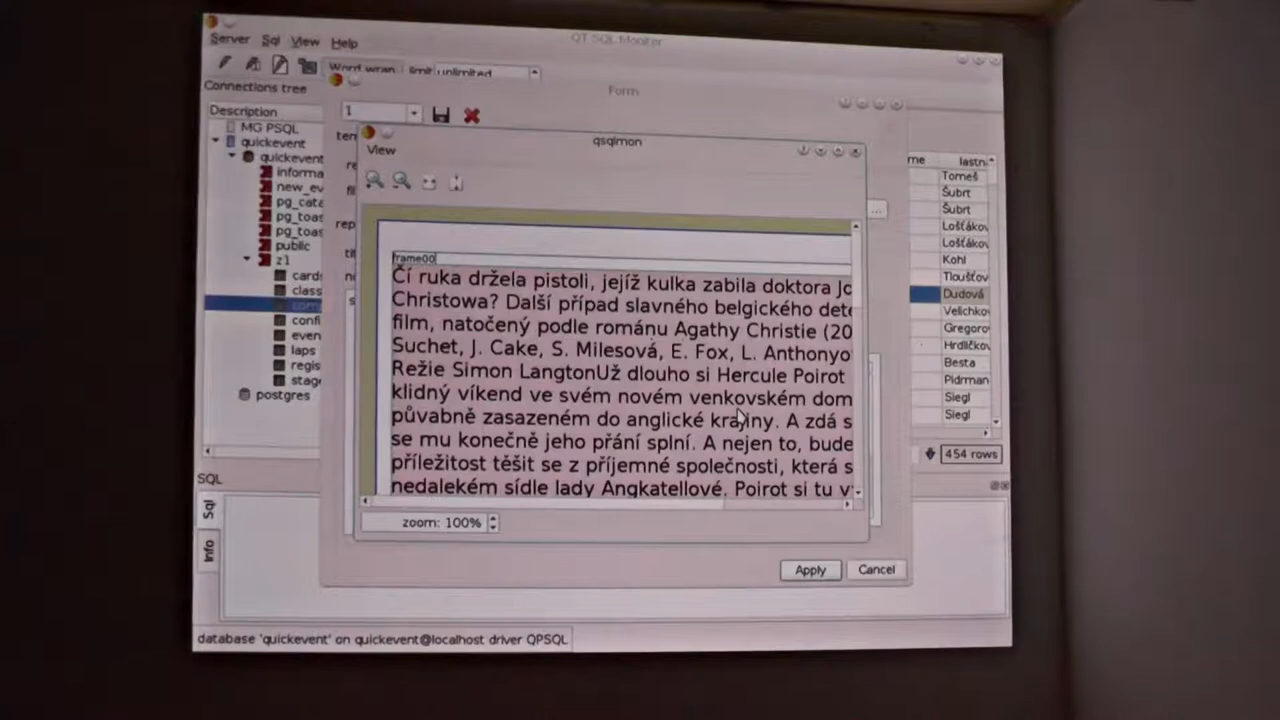 QT SQL Monitor
Server Sql View Help
Word wrap limit unlimited
Connections tree
Form
Description
1
MG PSQL
qsqlmon
quickevent
View
quickevent
informa
new_ev
pg_cata
pg_toas
pg_toas
public
z1
cards
class
confi
even
laps
regis
stage
postgres
me lastn
Tomeš
Šubrt
Šubrt
Lošťákov
Lošťákov
Kohl
Tloušťov
Dudová
Velichkov
Gregoro
Hrdličkov
Besta
Pidrman
Siegl
Siegl
454 rows
frame00
Čí ruka držela pistoli, jejíž kulka zabila doktora Jo
Christowa? Další případ slavného belgického dete
film, natočený podle románu Agathy Christie (20
Suchet, J. Cake, S. Milesová, E. Fox, L. Anthonyo
Režie Simon LangtonUž dlouho si Hercule Poirot
klidný víkend ve svém novém venkovském dom
půvabně zasazeném do anglické krajiny. A zdá s
se mu konečně jeho přání splní. A nejen to, bude
příležitost těšit se z příjemné společnosti, která s
nedalekém sídle lady Angkatellové. Poirot si tu v
zoom: 100%
Apply Cancel
SQL
Sql
Info
database 'quickevent' on quickevent@localhost driver QPSQL